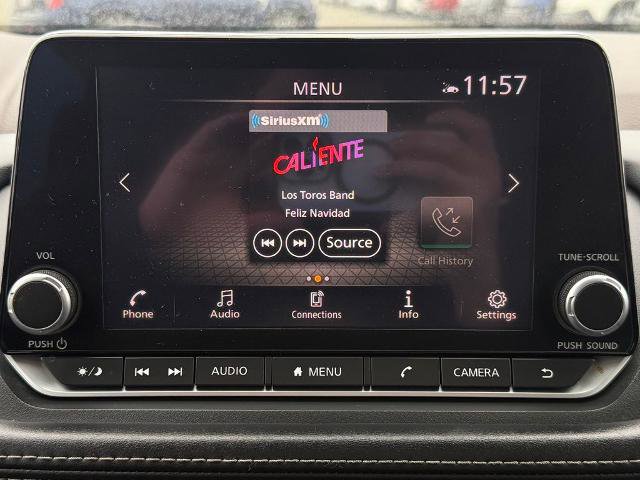 MENU
11:57
SiriusXM
CALIENTE
Los Toros Band
Feliz Navidad
Source
Call History
VOL
TUNE·SCROLL
Phone
Audio
Connections
Info
Settings
PUSH
PUSH SOUND
AUDIO
MENU
CAMERA